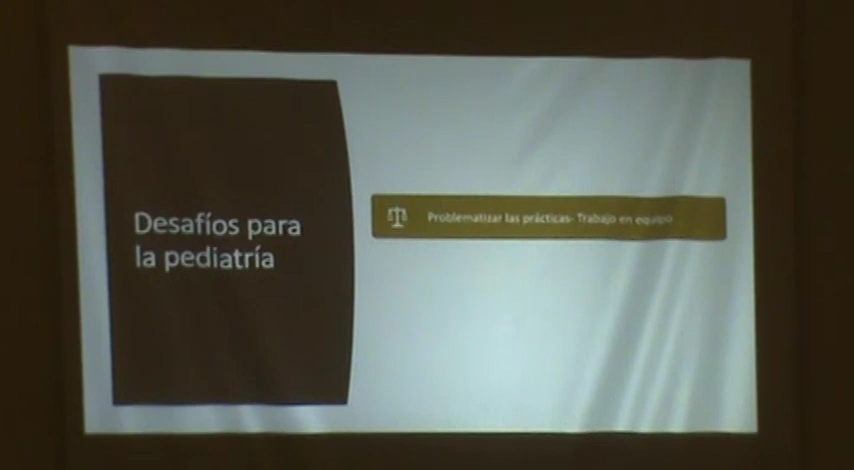 Desafíos para
la pediatría
Problematizar las prácticas- Trabajo en equipo